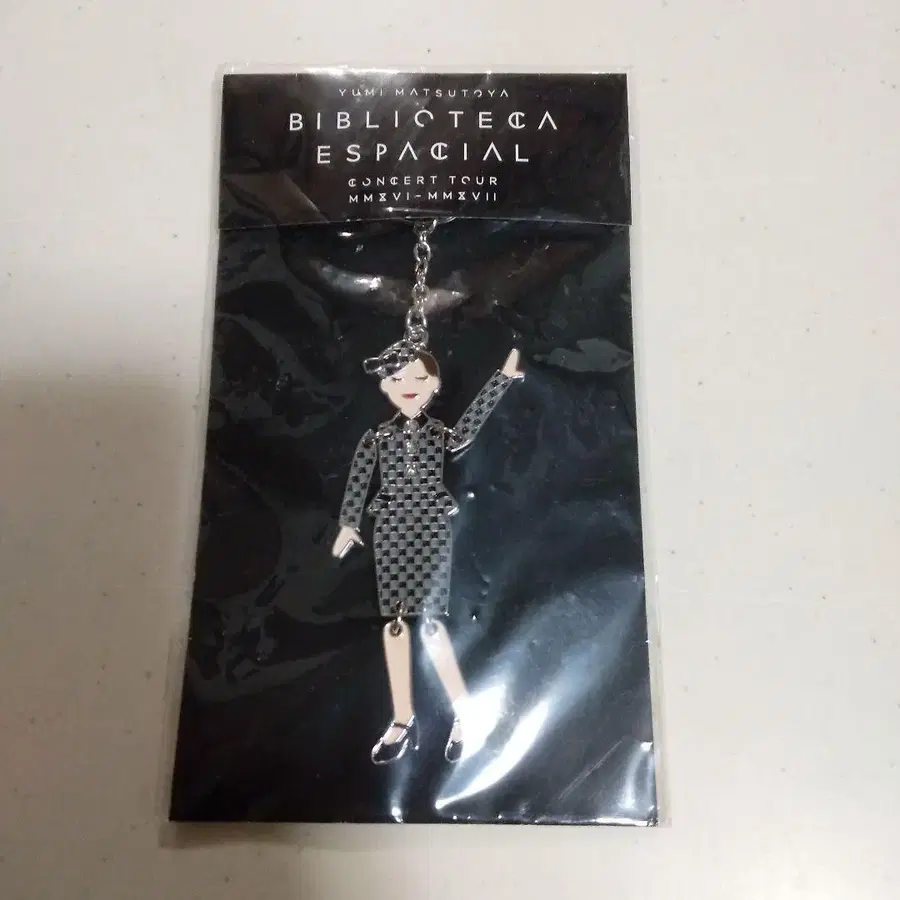 YUMI MATSUTOYA
BIBLIOTECA
ESPACIAL
CONCERT TOUR
MMXVI-MMXVII